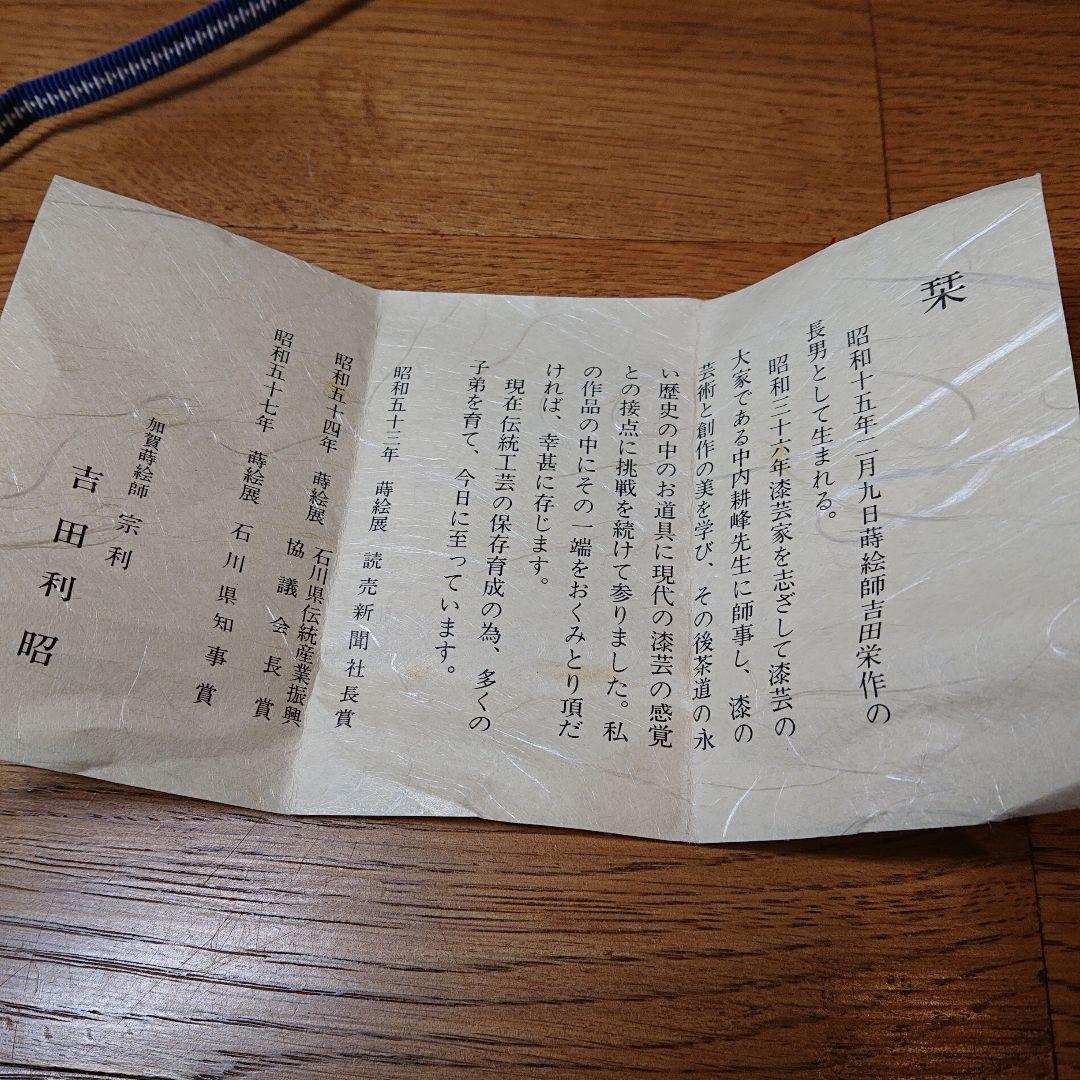 栞
昭和十五年二月九日蒔絵師吉田栄作の
長男として生まれる。
昭和三十六年漆芸家を志ざして漆芸の
大家である中内耕峰先生に師事し、漆の
芸術と創作の美を学び、その後茶道の永
い歴史の中のお道具に現代の漆芸の感覚
との接点に挑戦を続けて参りました。私
の作品の中にその一端をおくみとり頂だ
ければ、幸甚に存じます。
現在伝統工芸の保存育成の為、多くの
子弟を育て、今日に至っています。
昭和五十三年 蒔絵展 読売新聞社長賞
昭和五十四年 蒔絵展 石川県伝統産業振興
協議会長賞
昭和五十七年 蒔絵展 石川県知事賞
加賀蒔絵師 宗利
吉田利昭